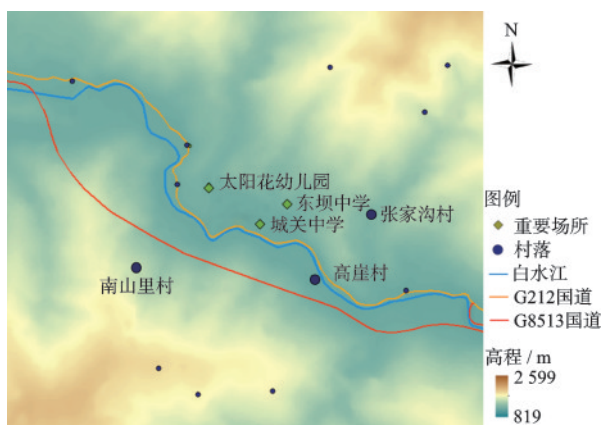 N
太阳花幼儿园
东坝中学
城关中学
张家沟村
南山里村
高崖村
图例
重要场所
村落
白水江
G212国道
G8513国道
高程 / m
2 599
819